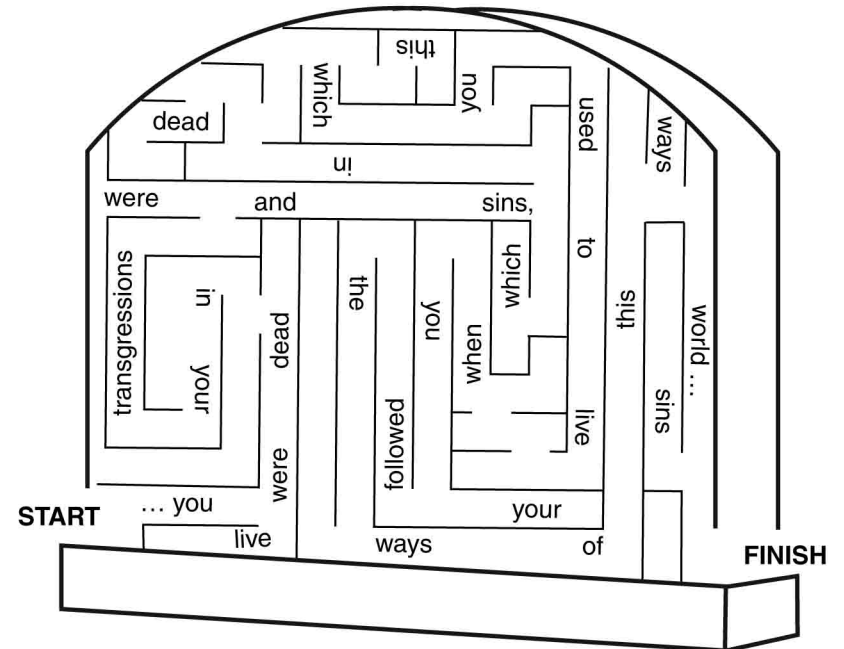 this
which
you
dead
used
ways
in
were
and
sins,
transgressions
in
the
which
to
you
this
world ...
dead
when
your
followed
live
sins
were
... you
your
START
live
ways
of
FINISH